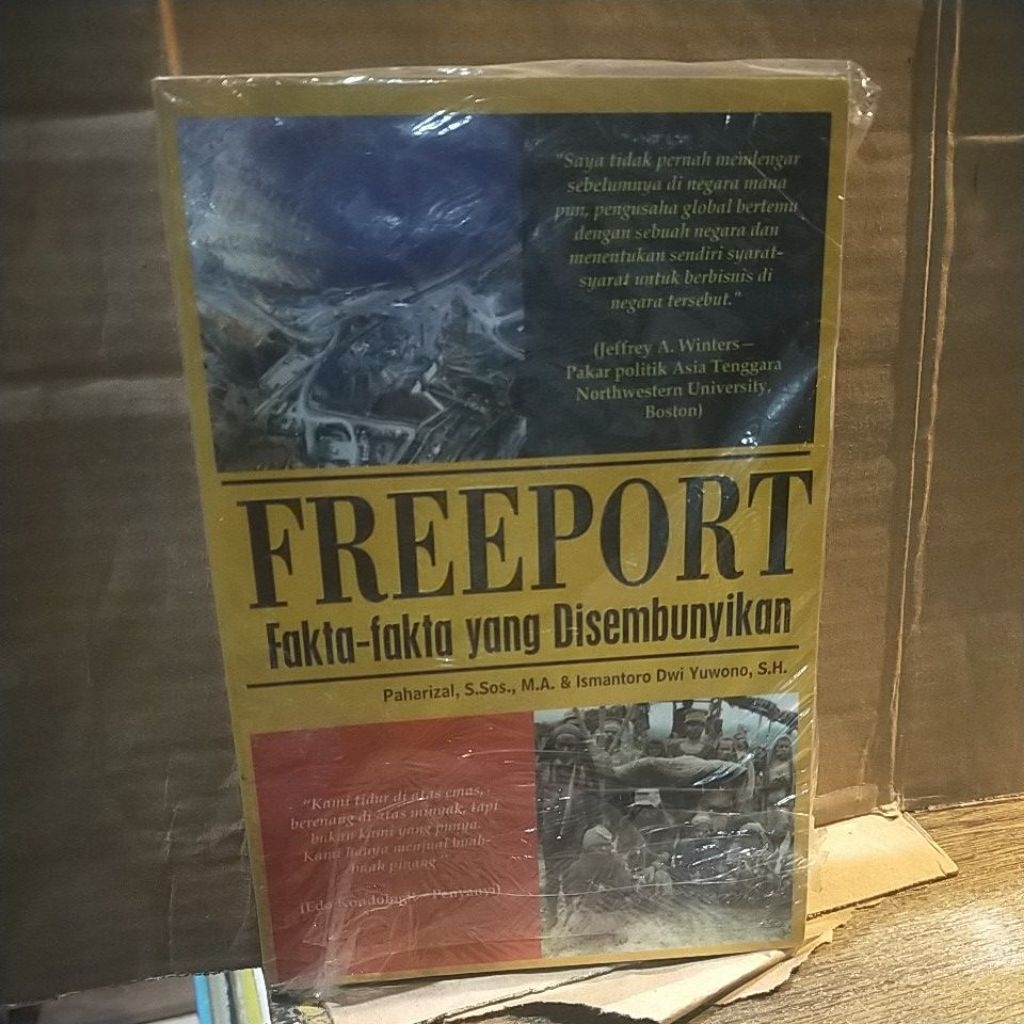 "Saya tidak pernah mendengar
sebelumnya di negara mana
pun, pengusaha global bertemu
dengan sebuah negara dan
menentukan sendiri syarat-
syarat untuk berbisnis di
negara tersebut."
(Jeffrey A. Winters—
Pakar politik Asia Tenggara
Northwestern University,
Boston)
FREEPORT
Fakta-fakta yang Disembunyikan
Paharizal, S.Sos., M.A. & Ismantoro Dwi Yuwono, S.H.
"Kami tidur di atas emas,
berenang di atas minyak, tapi
bukan kami yang punya.
Kami hanya menjual buah-
buah pinang"
(Edo Kondologit—Penyanyi)